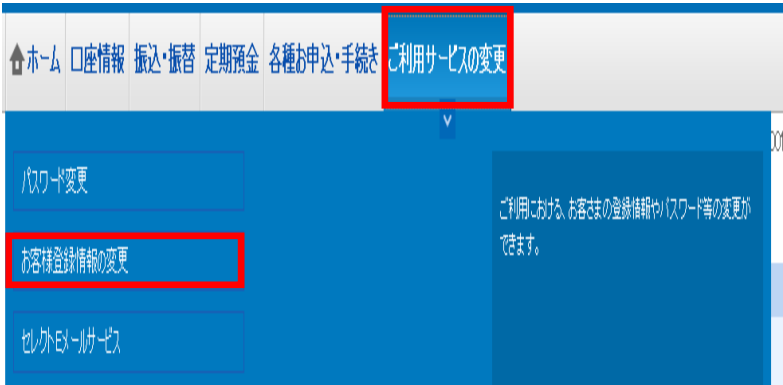 ホーム 口座情報 振込・振替 定期預金 各種お申込・手続き ご利用サービスの変更
パスワード変更
お客様登録情報の変更
セレクトEメールサービス
ご利用における、お客さまの登録情報やパスワード等の変更が
できます。